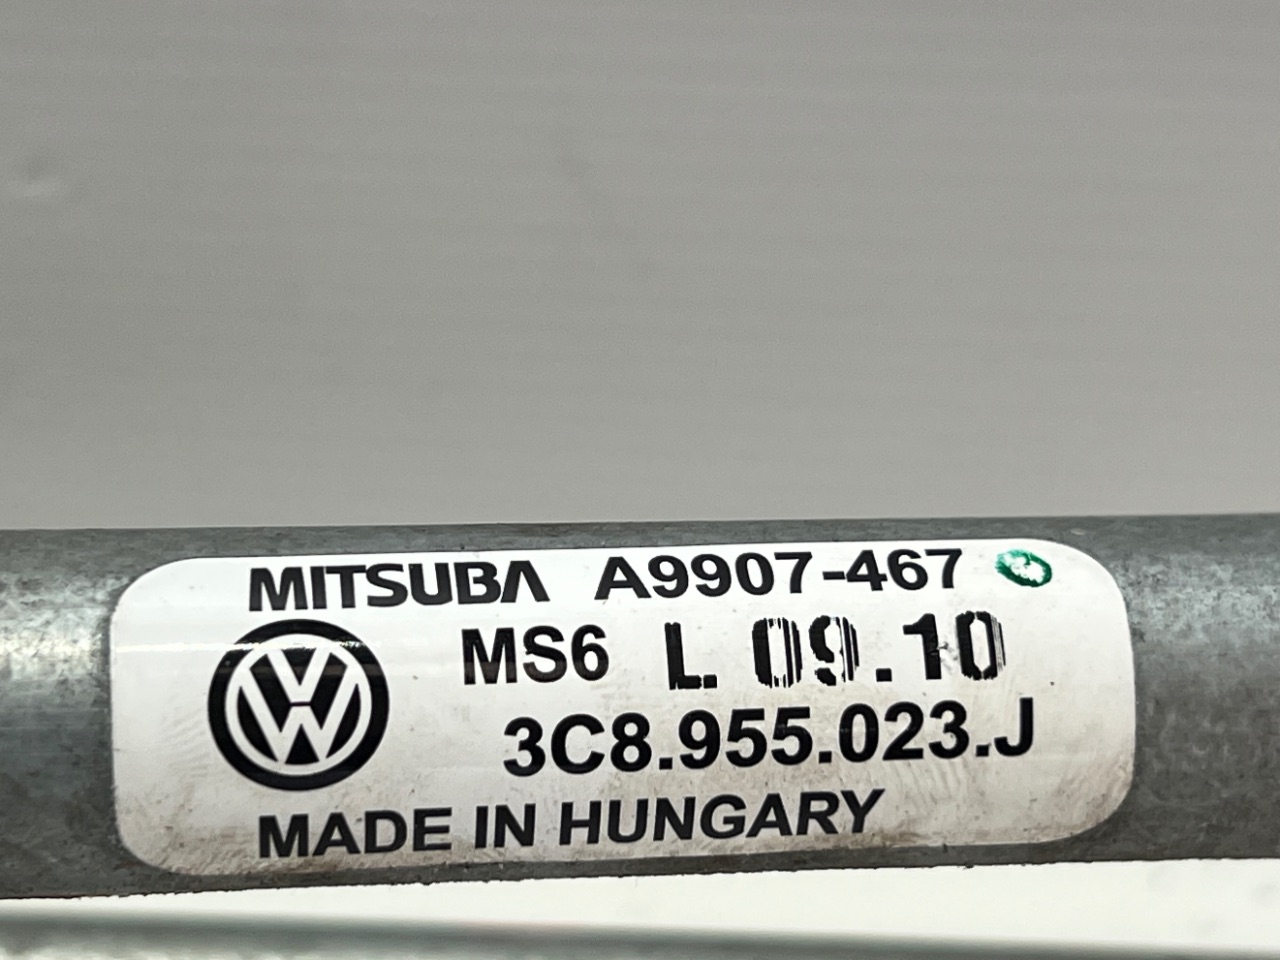 MITSUBA A9907-467
MS6 L 09.10
3C8.955.023.J
MADE IN HUNGARY